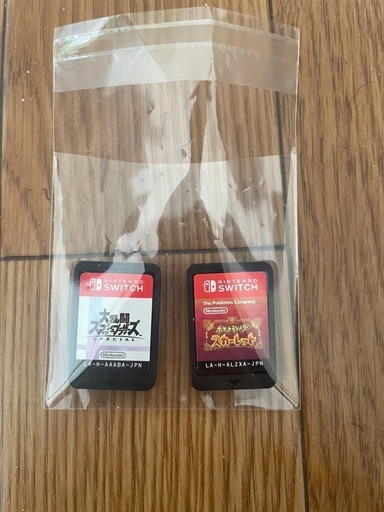 NINTENDO
SWITCH
大乱闘
スマッシュブラザーズ
SPECIAL
Nintendo
LA-H-AAABA-JPN
NINTENDO
SWITCH
The Pokémon Company
Nintendo
ポケットモンスター
スカーレット
LA-H-ALZXA-JPN